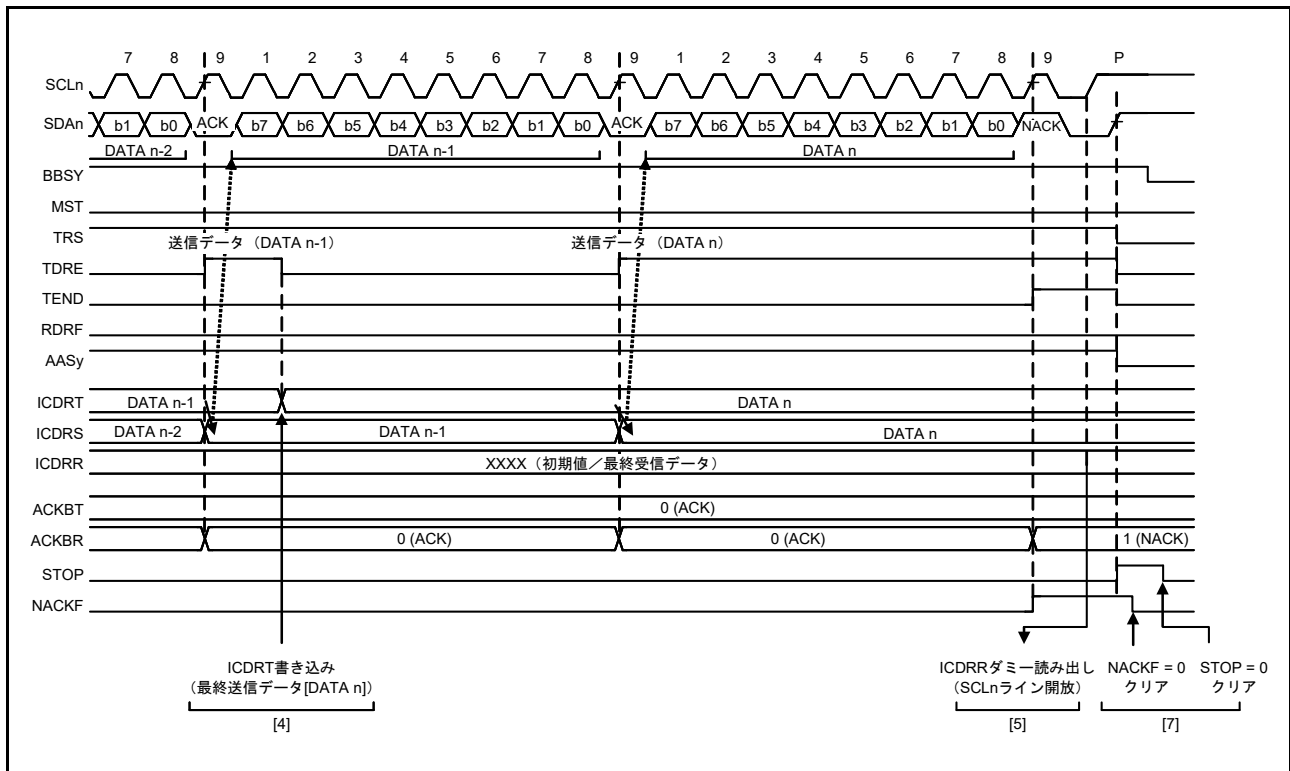 7 8 9 1 2 3 4 5 6 7 8 9 1 2 3 4 5 6 7 8 9 P
SCLn
SDAn b1 b0 ACK b7 b6 b5 b4 b3 b2 b1 b0 ACK b7 b6 b5 b4 b3 b2 b1 b0 NACK
DATA n-2 DATA n-1 DATA n
BBSY
MST
TRS
送信データ（DATA n-1） 送信データ（DATA n）
TDRE
TEND
RDRF
AASy
ICDRT DATA n-1 DATA n
ICDRS DATA n-2 DATA n-1 DATA n
ICDRR XXXX（初期値／最終受信データ）
ACKBT 0 (ACK)
ACKBR 0 (ACK) 0 (ACK) 1 (NACK)
STOP
NACKF
ICDRT書き込み
（最終送信データ[DATA n]）
[4]
ICDRRダミー読み出し
（SCLnライン開放）
[5]
NACKF = 0
クリア
STOP = 0
クリア
[7]